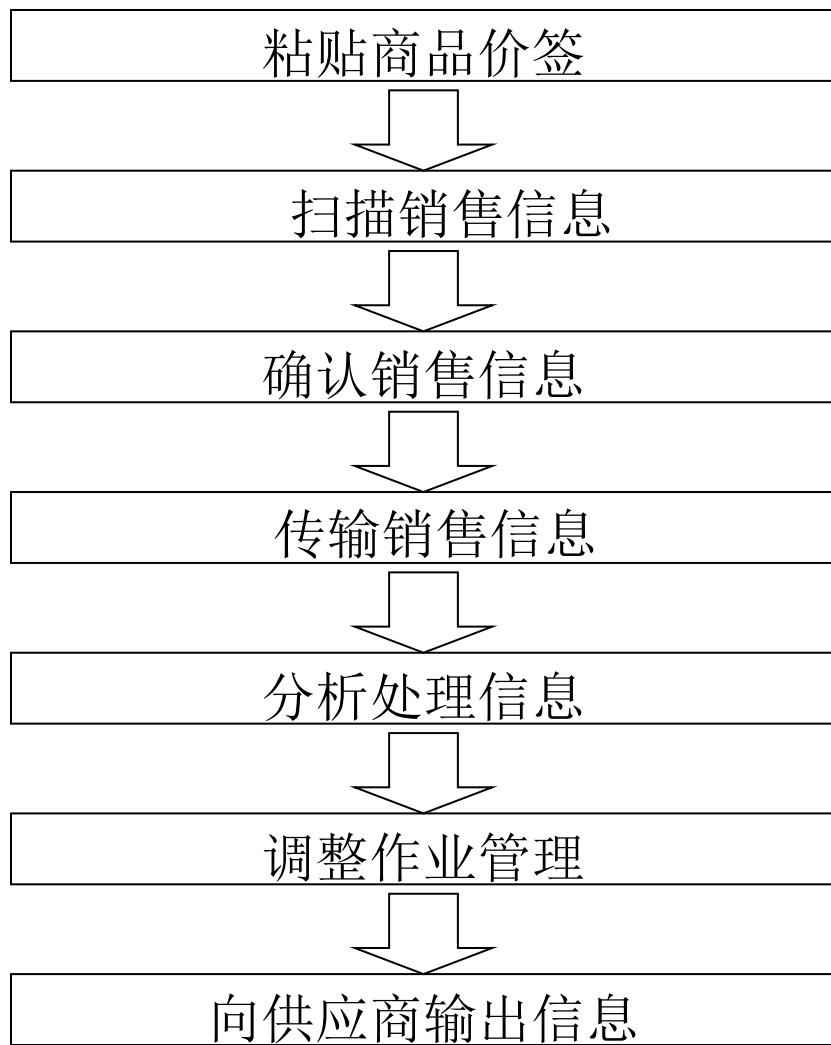 粘贴商品价签
扫描销售信息
确认销售信息
传输销售信息
分析处理信息
调整作业管理
向供应商输出信息